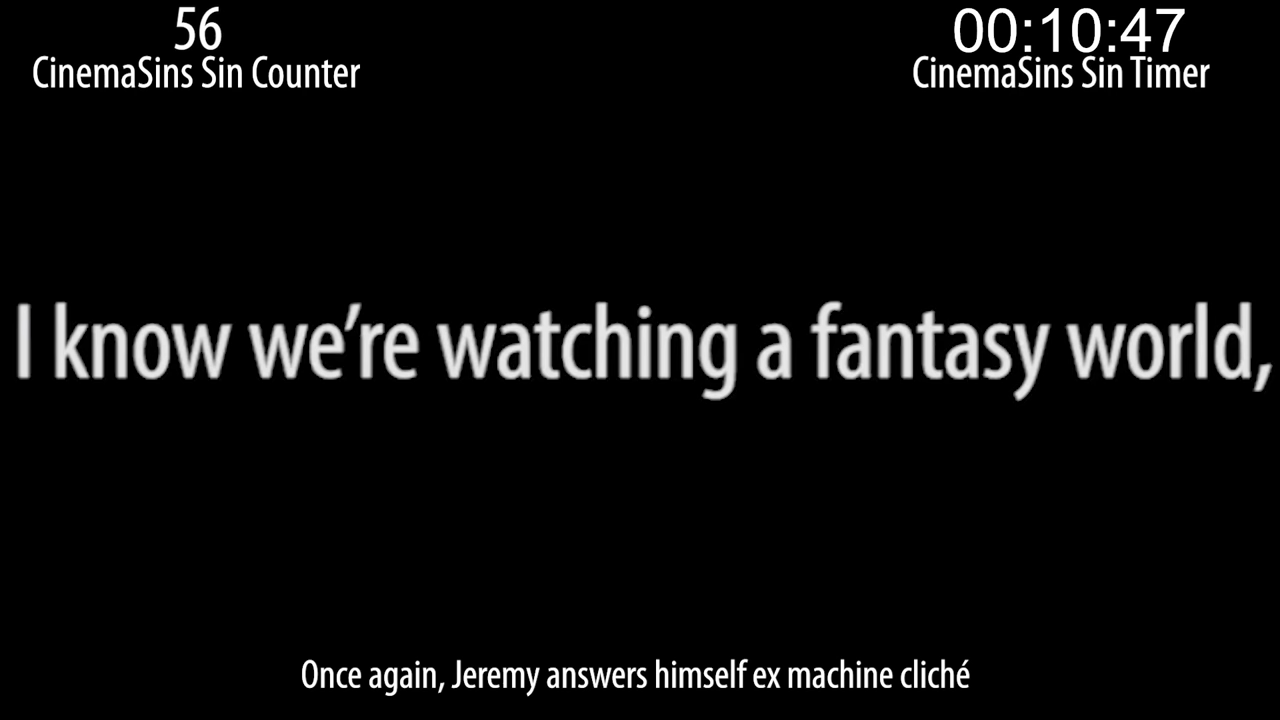 56
CinemaSins Sin Counter
00:10:47
CinemaSins Sin Timer
I know we’re watching a fantasy world,
Once again, Jeremy answers himself ex machine cliché